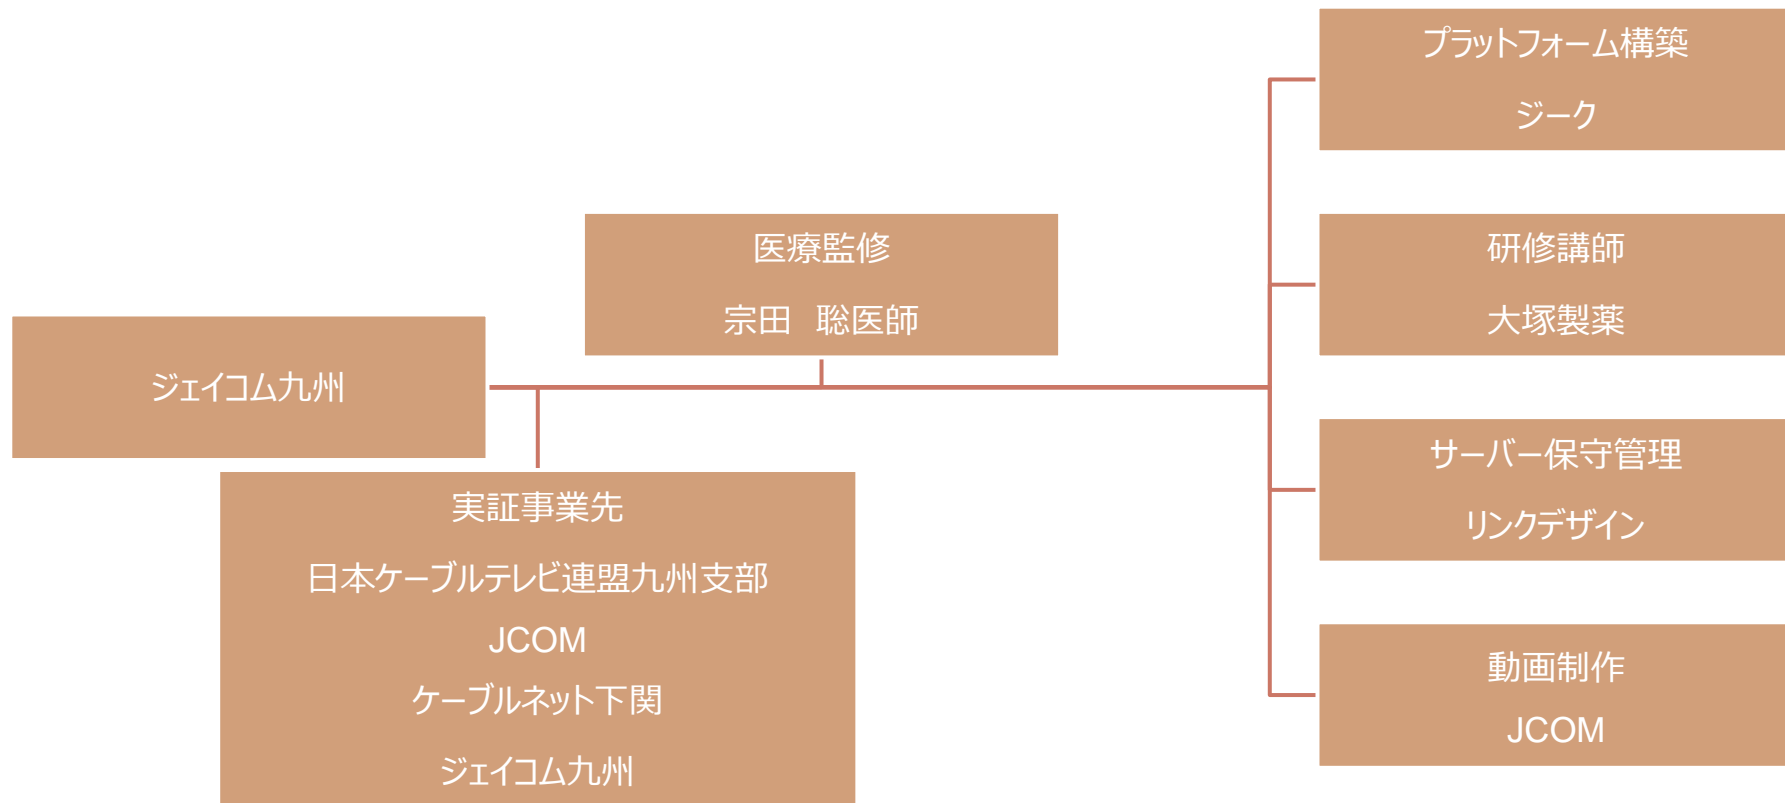 ジェイコム九州
医療監修
宗田　聡医師
実証事業先
日本ケーブルテレビ連盟九州支部
JCOM
ケーブルネット下関
ジェイコム九州
プラットフォーム構築
ジーク
研修講師
大塚製薬
サーバー保守管理
リンクデザイン
動画制作
JCOM